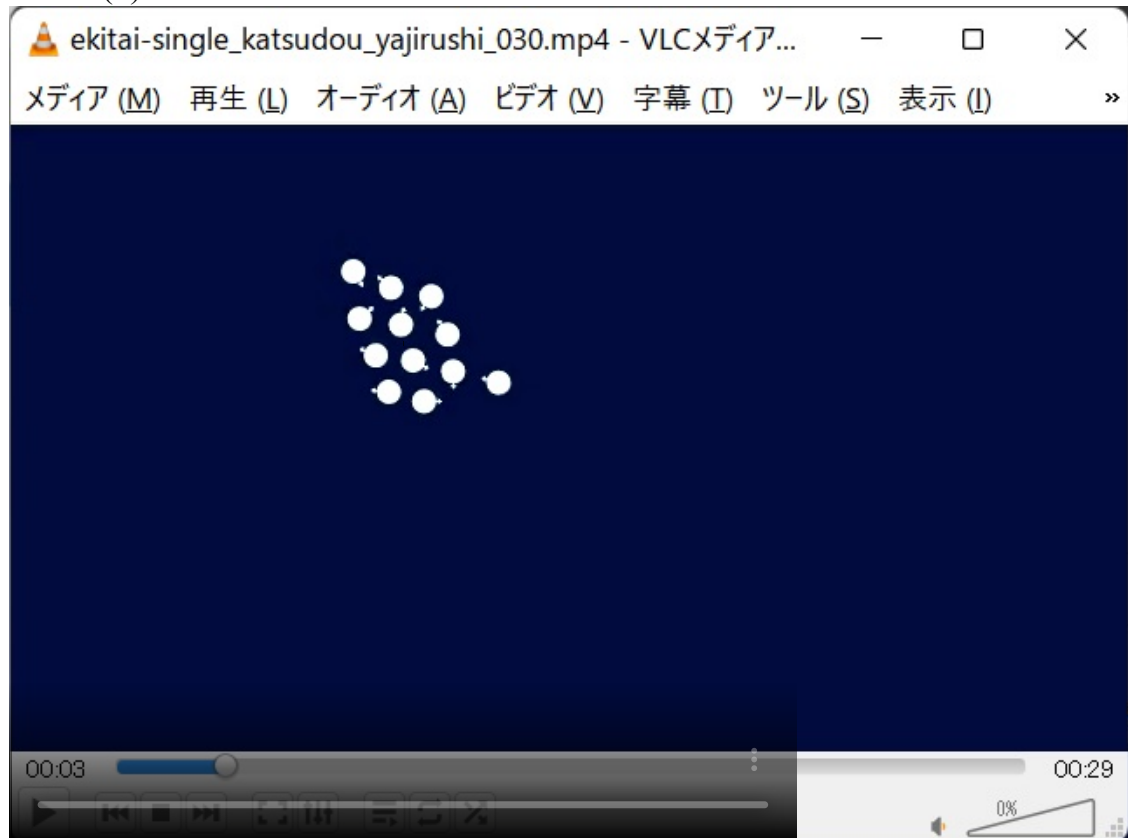 (   )
ekitai-single_katsudou_yajirushi_030.mp4 - VLCメディア...
メディア (M) 再生 (L) オーディオ (A) ビデオ (V) 字幕 (T) ツール (S) 表示 (I) »
00:03 00:29
0%